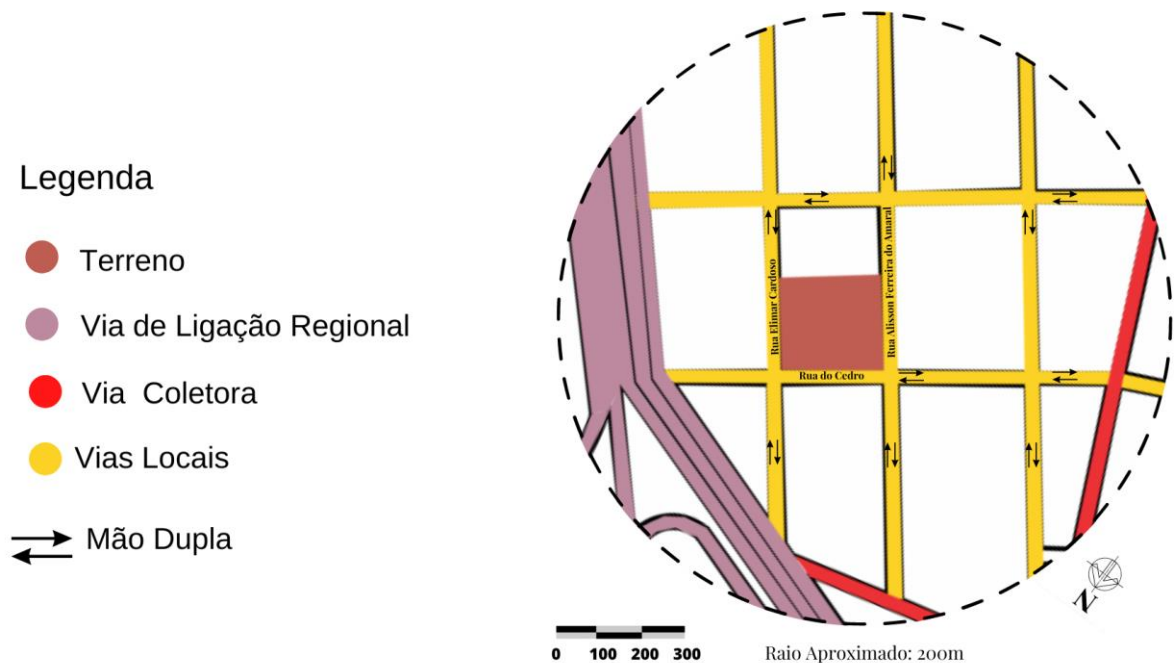 Legenda
Terreno
Via de Ligação Regional
Via Coletora
Vias Locais
Mão Dupla
Rua Elimar Cardoso
Rua Alisson Ferreira do Amaral
Rua do Cedro
N
0 100 200 300
Raio Aproximado: 200m